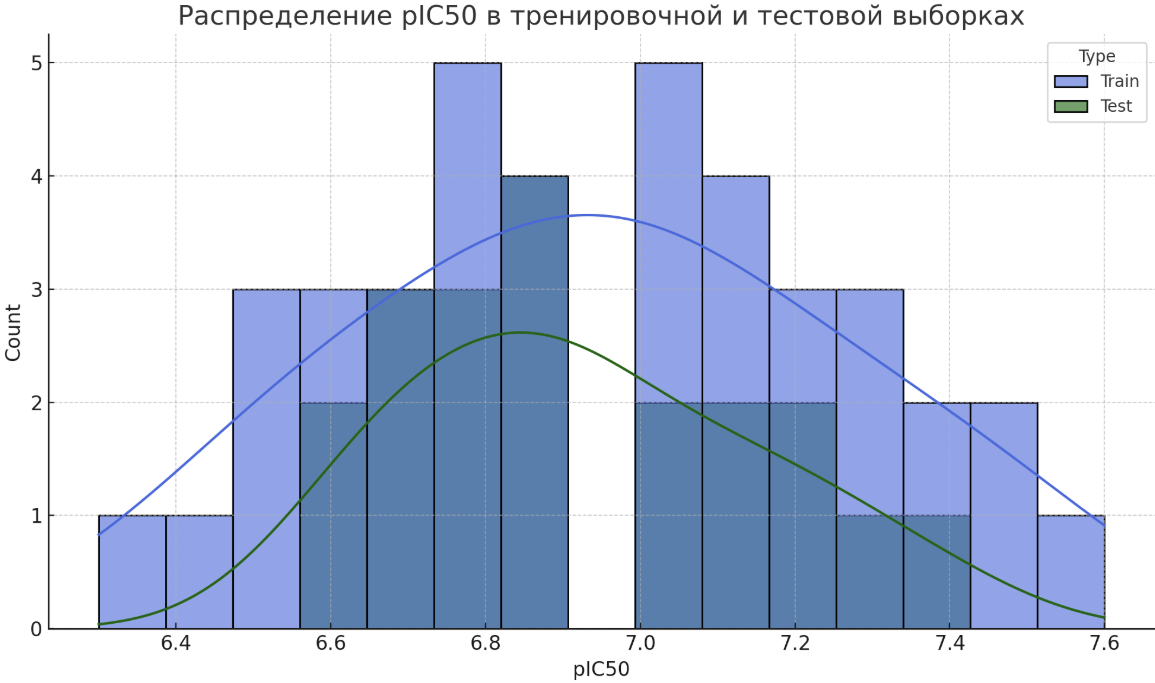 Распределение pIC50 в тренировочной и тестовой выборках
Type
Train
Test
Count
5
4
3
2
1
0
6.4
6.6
6.8
7.0
7.2
7.4
7.6
pIC50